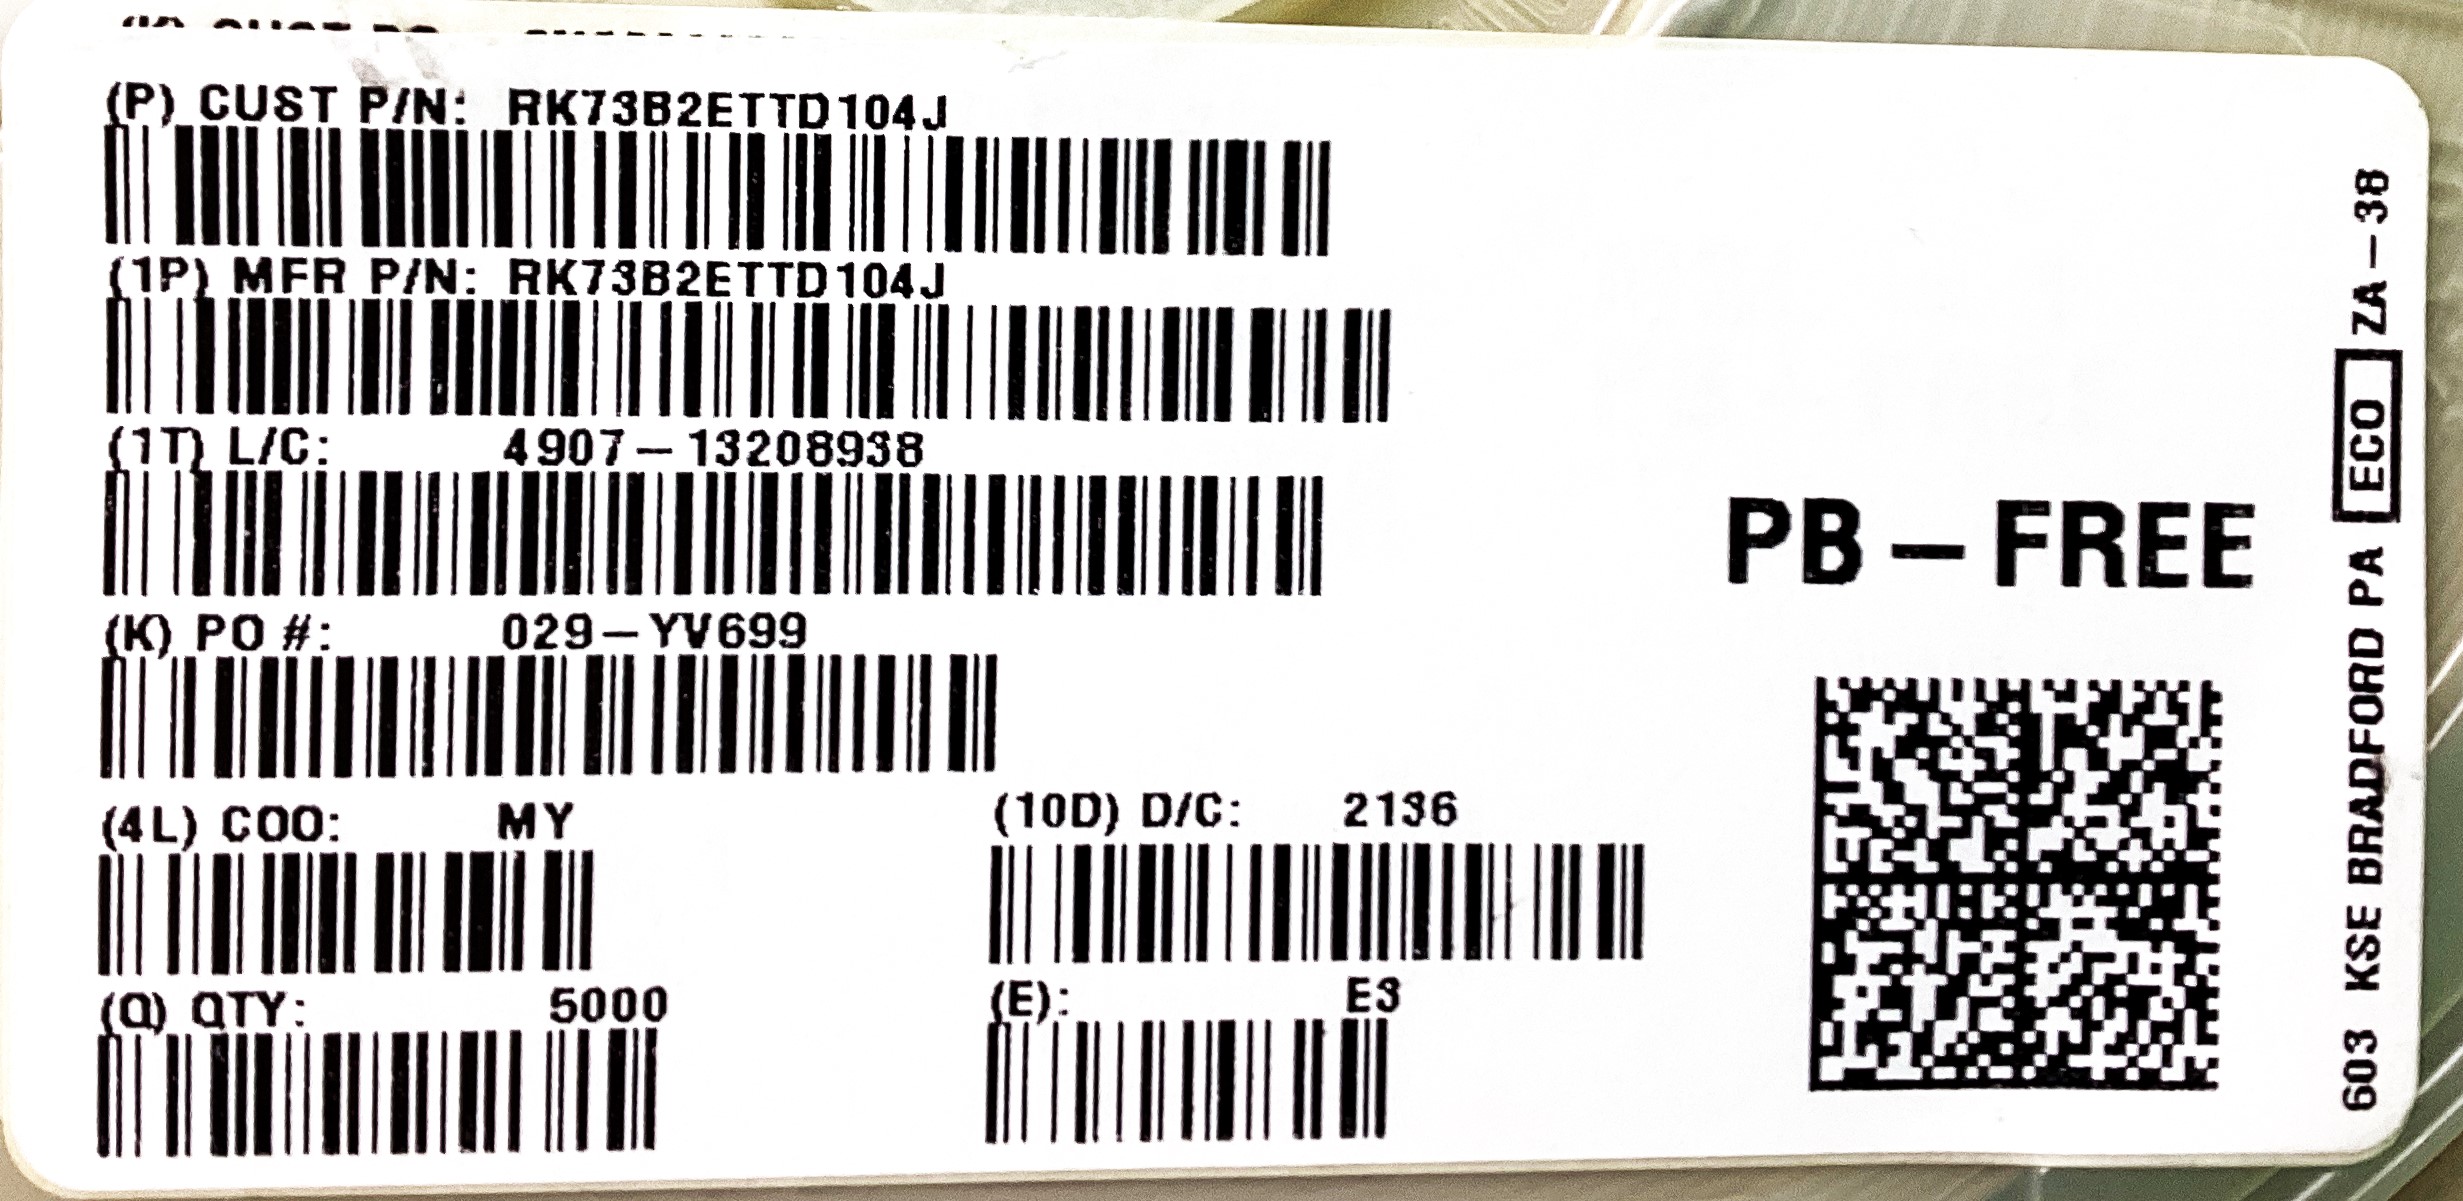 (P) CUST P/N: RK73B2ETTD104J
(1P) MFR P/N: RK73B2ETTD104J
(1T) L/C: 4907-13208938
(K) PO #: 029-YV699
(4L) COO: MY
(10D) D/C: 2136
(Q) QTY: 5000
(E): E3
PB-FREE
603 KSE BRADFORD PA ECO ZA-38